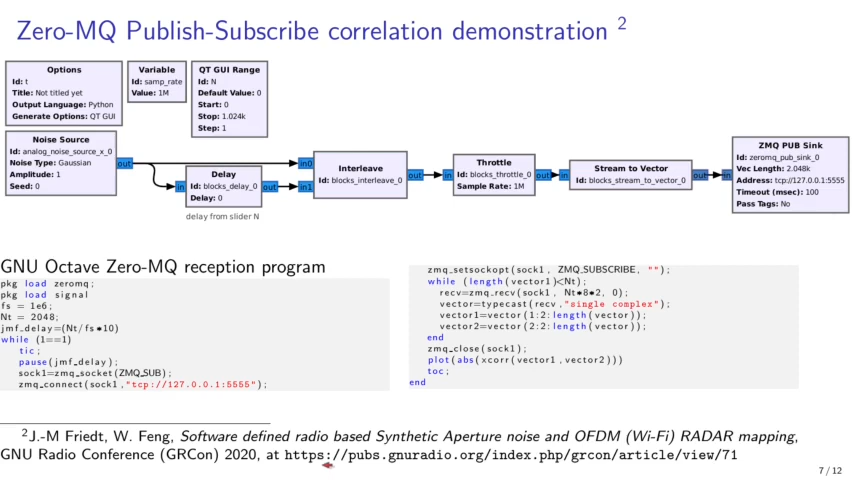 Zero-MQ Publish-Subscribe correlation demonstration 2
Options
Id: t
Title: Not titled yet
Output Language: Python
Generate Options: QT GUI
Variable
Id: samp_rate
Value: 1M
QT GUI Range
Id: N
Default Value: 0
Start: 0
Stop: 1.024k
Step: 1
Noise Source
Id: analog_noise_source_x_0
Noise Type: Gaussian
Amplitude: 1
Seed: 0
out
in
Delay
Id: blocks_delay_0
Delay: 0
out
delay from slider N
in0
in1
Interleave
Id: blocks_interleave_0
out
in
Throttle
Id: blocks_throttle_0
Sample Rate: 1M
out
in
Stream to Vector
Id: blocks_stream_to_vector_0
out
in
ZMQ PUB Sink
Id: zeromq_pub_sink_0
Vec Length: 2.048k
Address: tcp://127.0.0.1:5555
Timeout (msec): 100
Pass Tags: No
GNU Octave Zero-MQ reception program
pkg load zeromq;
pkg load signal
fs = 1e6;
Nt = 2048;
jmf_delay=(Nt/fs*10)
while (1==1)
tic;
pause(jmf_delay);
sock1=zmq_socket(ZMQ_SUB);
zmq_connect(sock1,"tcp://127.0.0.1:5555");
zmq_setsockopt(sock1, ZMQ_SUBSCRIBE, "");
while (length(vector1)<Nt);
recv=zmq_recv(sock1, Nt*8*2, 0);
vector=typecast(recv,"single complex");
vector1=vector(1:2:length(vector));
vector2=vector(2:2:length(vector));
end
zmq_close(sock1);
plot(abs(xcorr(vector1,vector2)))
toc;
end
2J.-M Friedt, W. Feng, Software defined radio based Synthetic Aperture noise and OFDM (Wi-Fi) RADAR mapping,
GNU Radio Conference (GRCon) 2020, at https://pubs.gnuradio.org/index.php/grcon/article/view/71
7 / 12